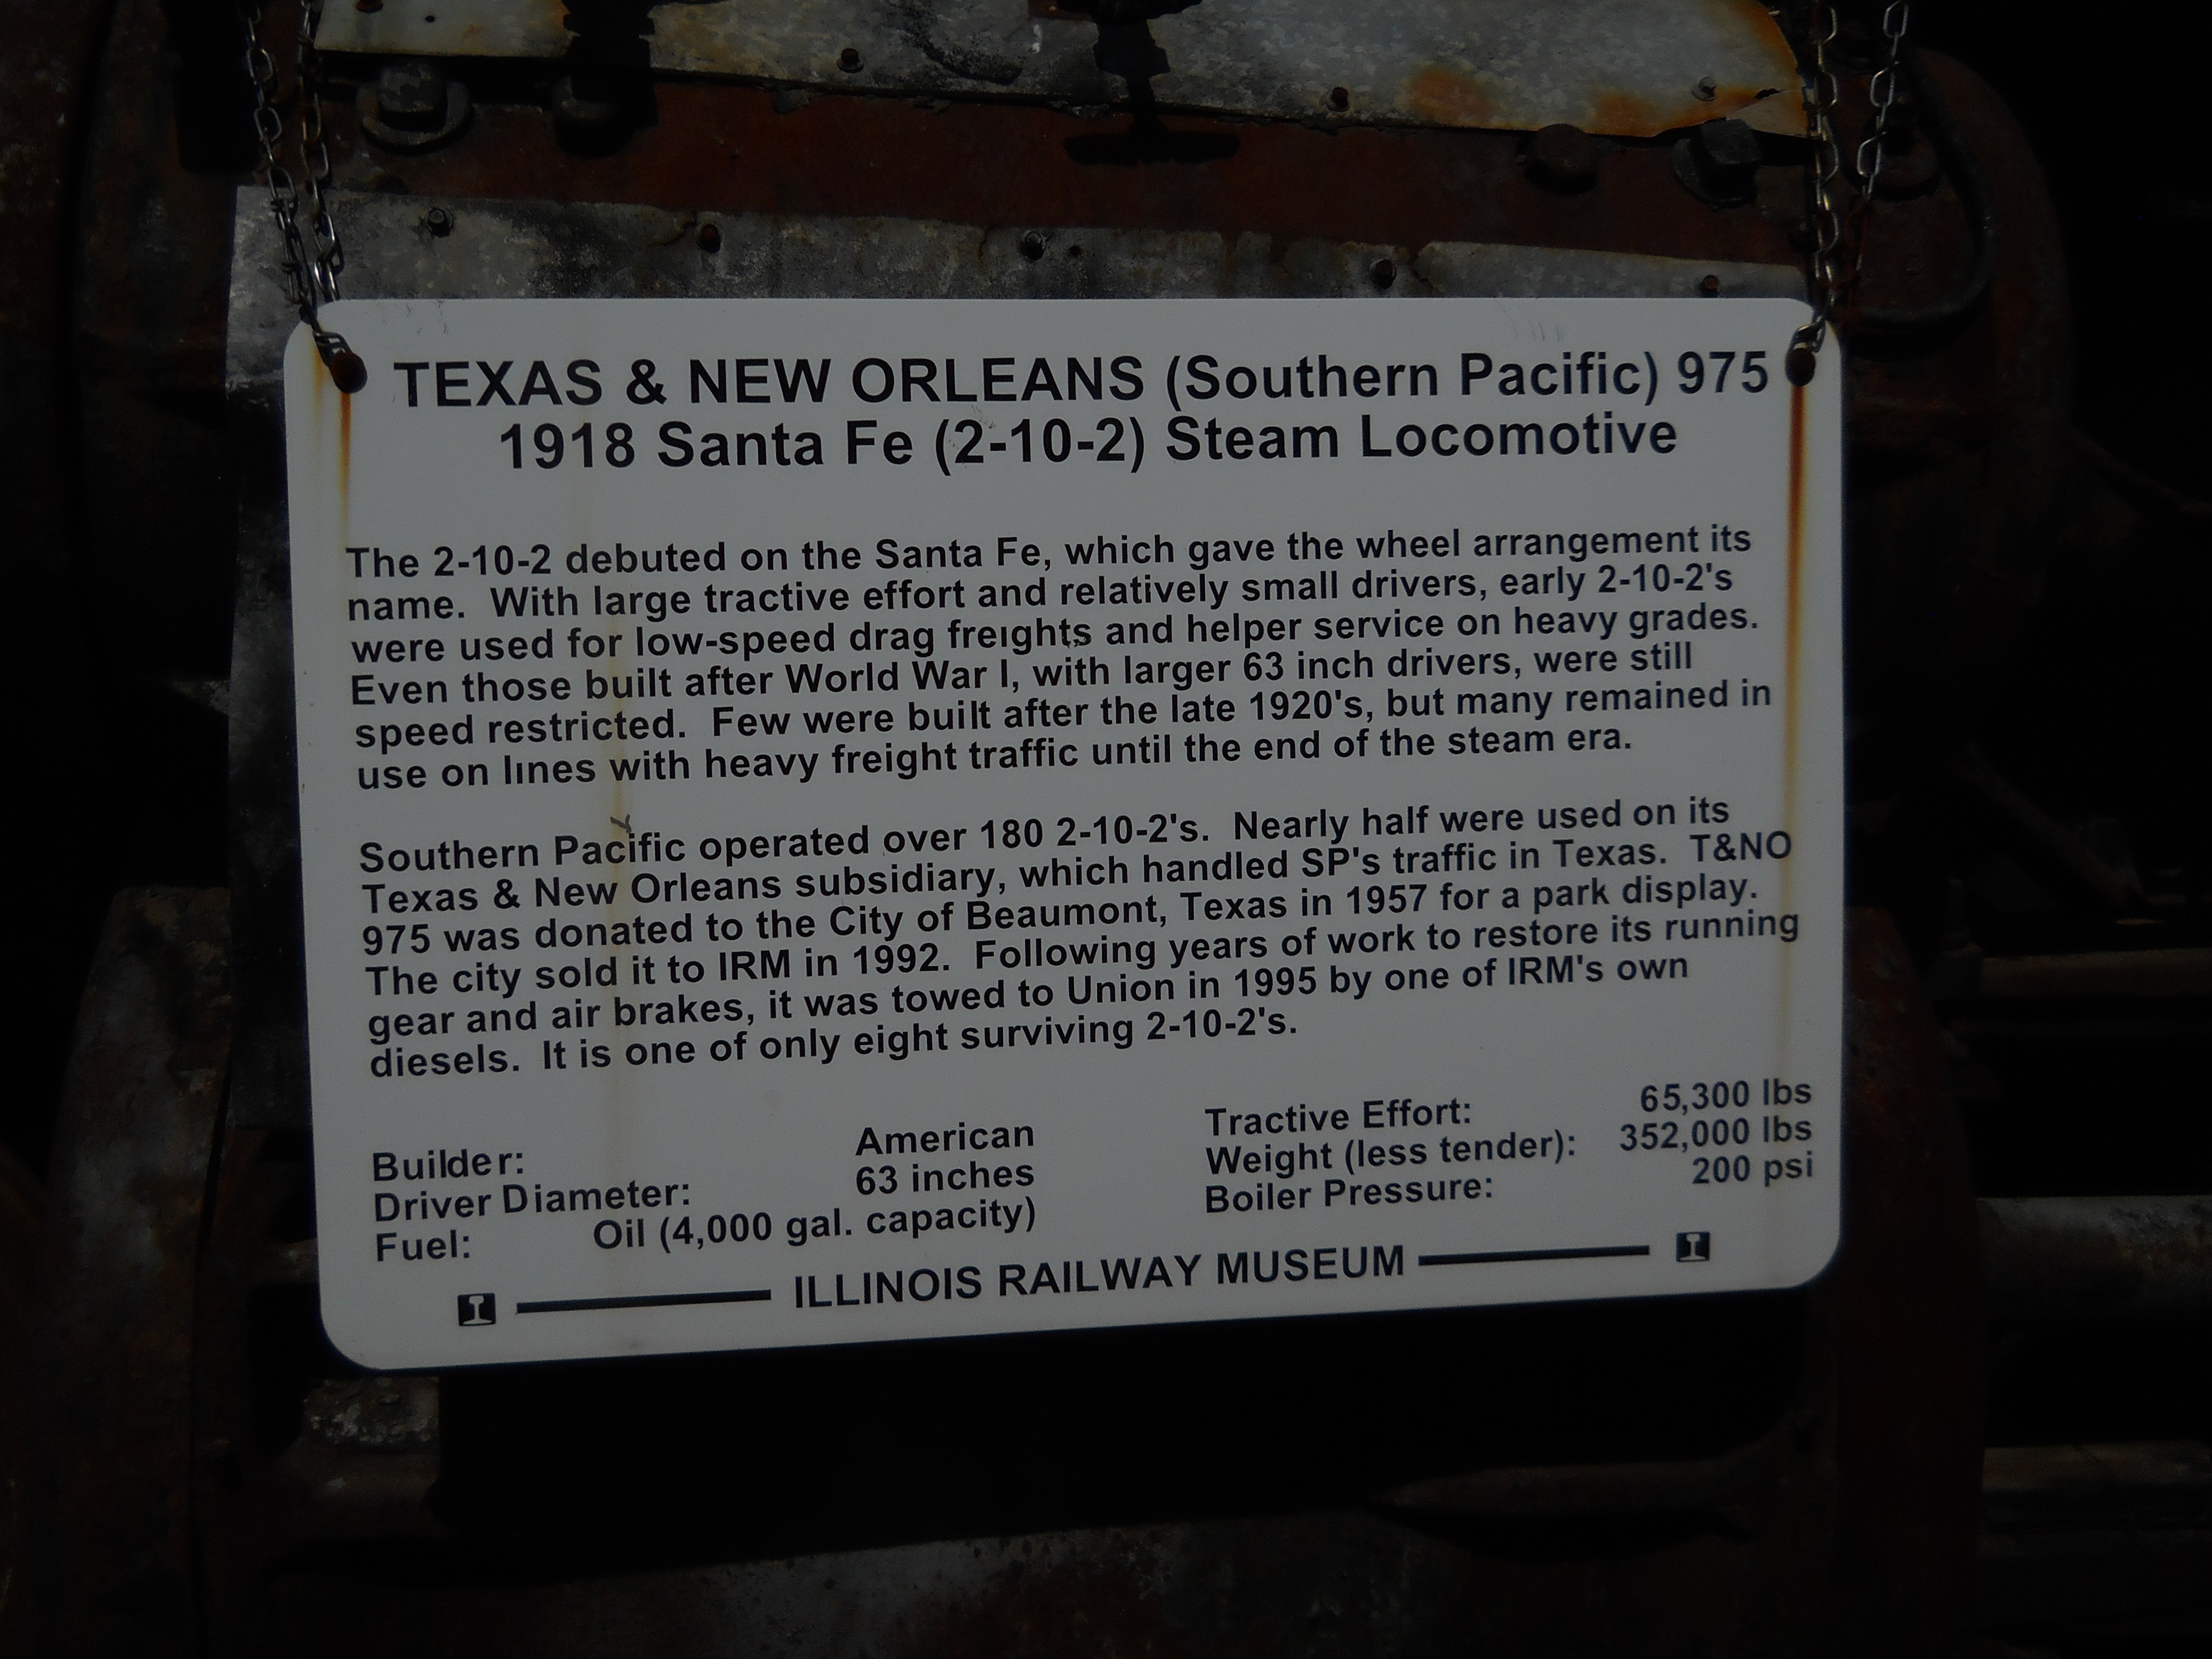 TEXAS & NEW ORLEANS (Southern Pacific) 975
1918 Santa Fe (2-10-2) Steam Locomotive
The 2-10-2 debuted on the Santa Fe, which gave the wheel arrangement its
name. With large tractive effort and relatively small drivers, early 2-10-2's
were used for low-speed drag freights and helper service on heavy grades.
Even those built after World War I, with larger 63 inch drivers, were still
speed restricted. Few were built after the late 1920's, but many remained in
use on lines with heavy freight traffic until the end of the steam era.
Southern Pacific operated over 180 2-10-2's. Nearly half were used on its
Texas & New Orleans subsidiary, which handled SP's traffic in Texas. T&NO
975 was donated to the City of Beaumont, Texas in 1957 for a park display.
The city sold it to IRM in 1992. Following years of work to restore its running
gear and air brakes, it was towed to Union in 1995 by one of IRM's own
diesels. It is one of only eight surviving 2-10-2's.
Builder: American
Driver Diameter: 63 inches
Fuel: Oil (4,000 gal. capacity)
Tractive Effort: 65,300 lbs
Weight (less tender): 352,000 lbs
Boiler Pressure: 200 psi
ILLINOIS RAILWAY MUSEUM